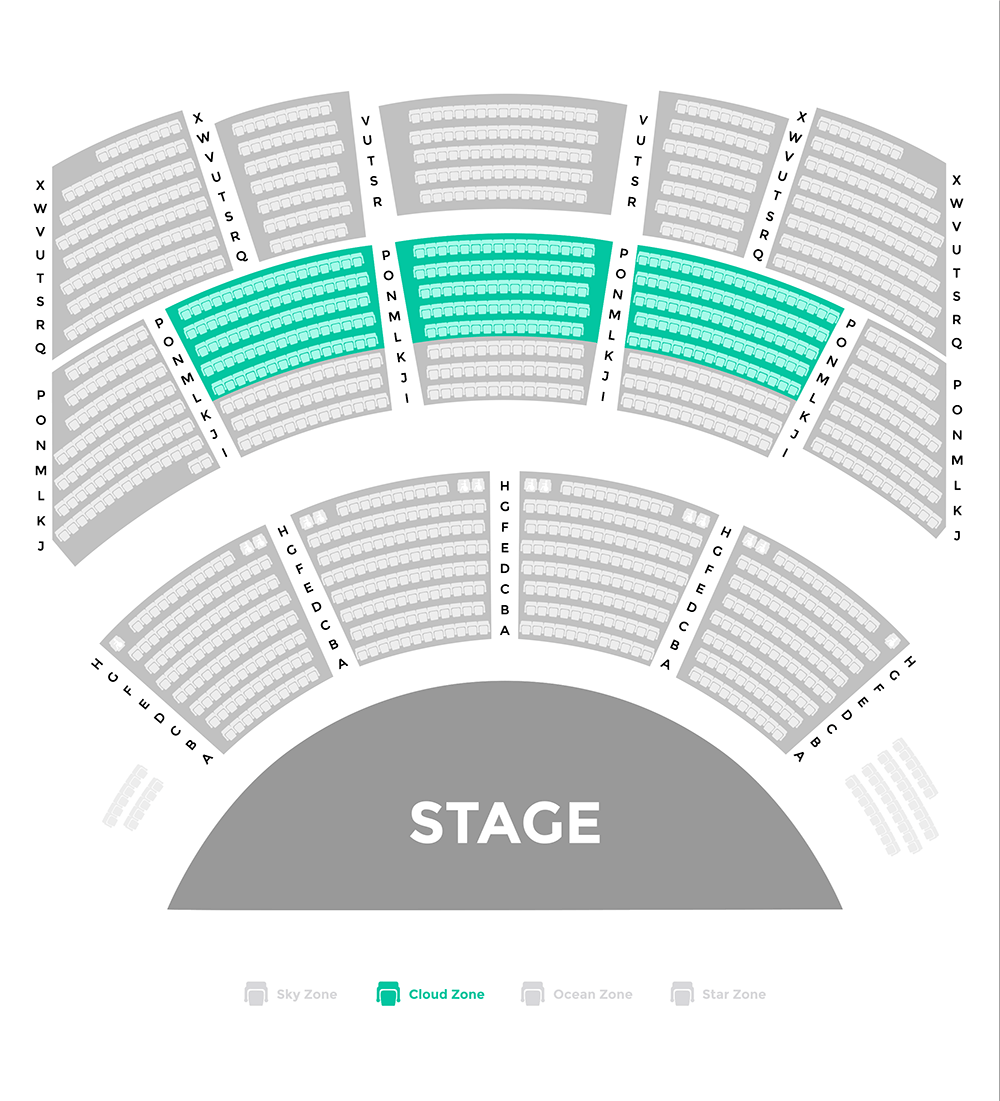 X W V U T S R Q
X W V U T S R Q
V U T S R
V U T S R
X W V U T S R Q
X W V U T S R Q
P O N M L K J
P O N M L K J I
P O N M L K J I
P O N M L K J I
P O N M L K J I
P O N M L K J
H G F E D C B A
H G F E D C B A
H G F E D C B A
H G F E D C B A
H G F E D C B A
STAGE
Sky Zone
Cloud Zone
Ocean Zone
Star Zone